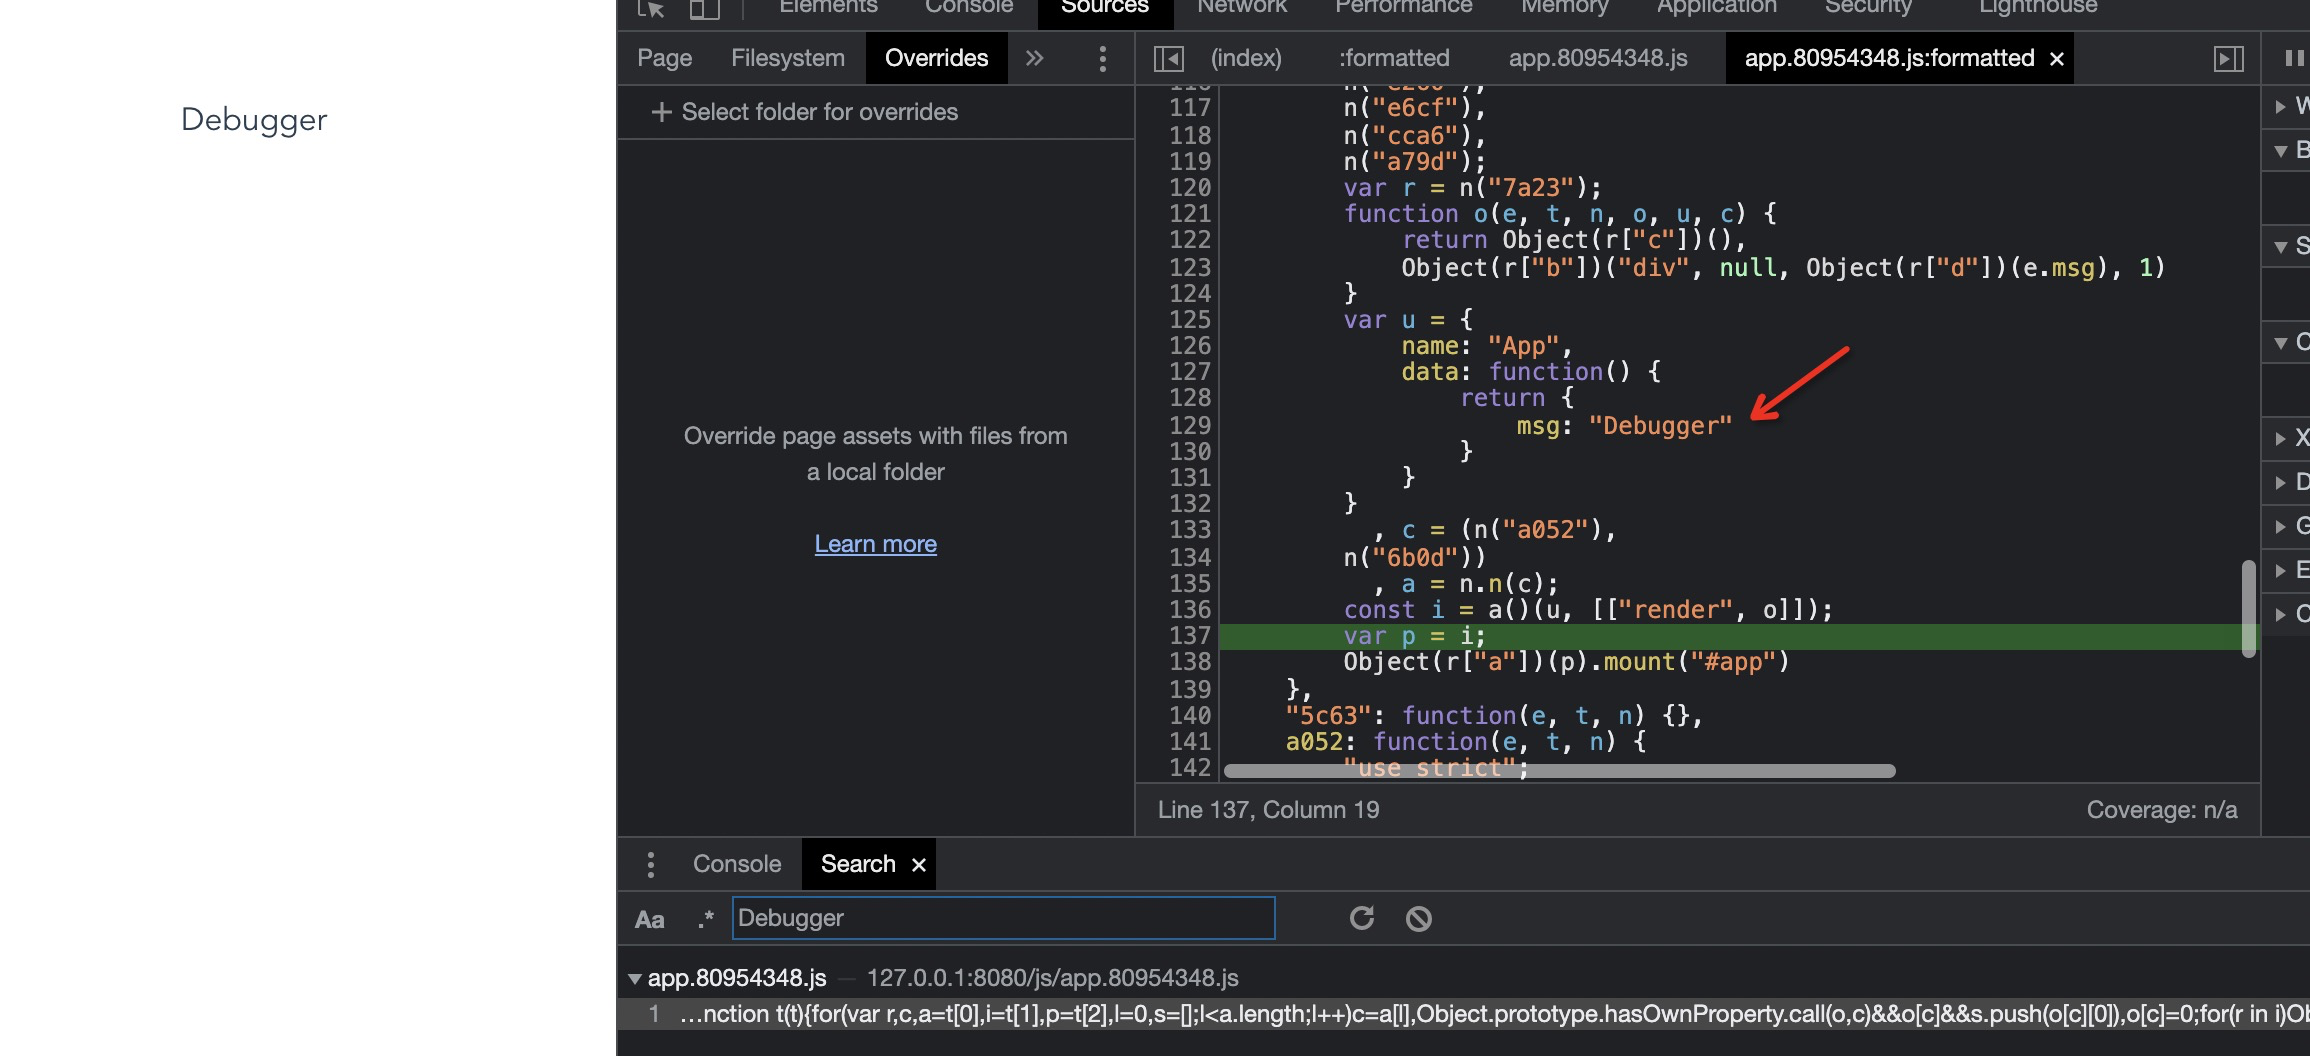 Debugger
Elements Console Sources Network Performance Memory Application Security Lighthouse
Page Filesystem Overrides »
(index) :formatted app.80954348.js app.80954348.js:formatted ×
+ Select folder for overrides
Override page assets with files from
a local folder
Learn more
117 n("e6cf"),
118 n("cca6"),
119 n("a79d");
120 var r = n("7a23");
121 function o(e, t, n, o, u, c) {
122 return Object(r["c"])(),
123 Object(r["b"])("div", null, Object(r["d"])(e.msg), 1)
124 }
125 var u = {
126 name: "App",
127 data: function() {
128 return {
129 msg: "Debugger"
130 }
131 }
132 }
133 , c = (n("a052"),
134 n("6b0d"))
135 , a = n.n(c);
136 const i = a()(u, [["render", o]]);
137 var p = i;
138 Object(r["a"])(p).mount("#app")
139 },
140 "5c63": function(e, t, n) {},
141 a052: function(e, t, n) {
142 "use strict";
Line 137, Column 19 Coverage: n/a
W
B
S
C
X
D
G
E
C
Console Search ×
Aa .* Debugger
app.80954348.js — 127.0.0.1:8080/js/app.80954348.js
1 …nction t(t){for(var r,c,a=t[0],i=t[1],p=t[2],l=0,s=[];l<a.length;l++)c=a[l],Object.prototype.hasOwnProperty.call(o,c)&&o[c]&&s.push(o[c][0]),o[c]=0;for(r in i)Ob